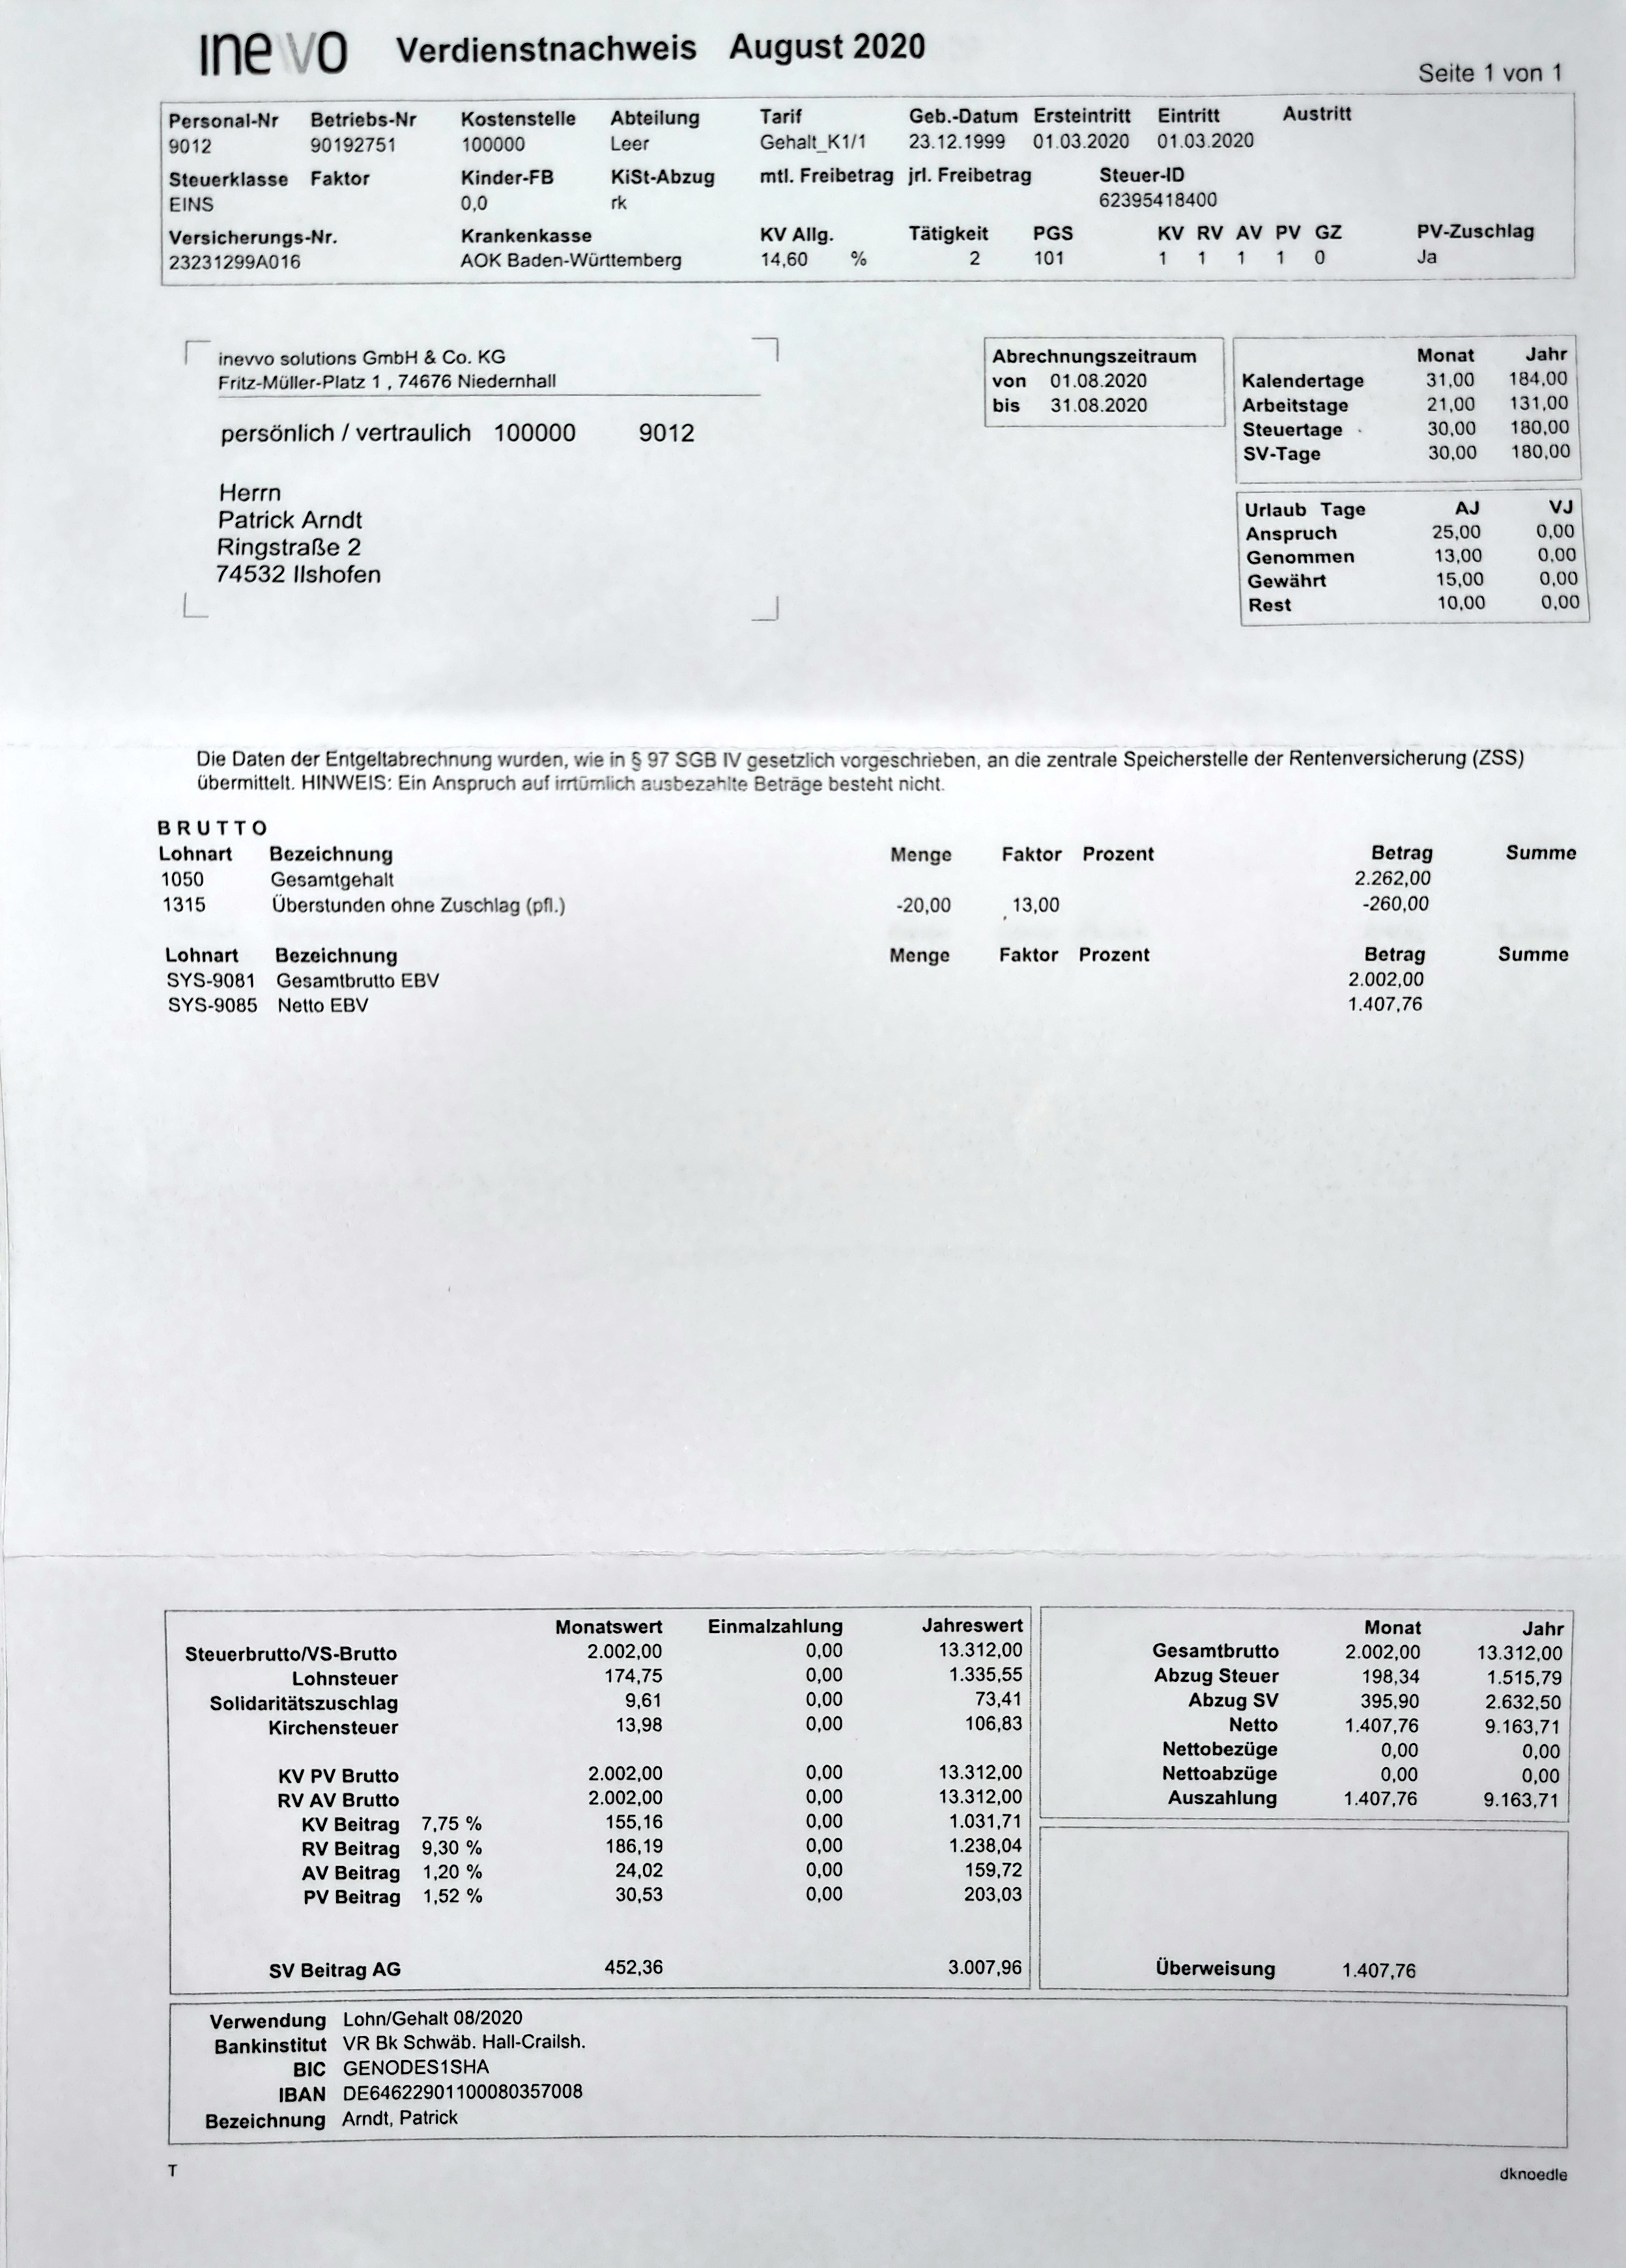 inevvo Verdienstnachweis August 2020
Seite 1 von 1
Personal-Nr Betriebs-Nr Kostenstelle Abteilung Tarif Geb.-Datum Ersteintritt Eintritt Austritt
9012 90192751 100000 Leer Gehalt_K1/1 23.12.1999 01.03.2020 01.03.2020
Steuerklasse Faktor Kinder-FB KiSt-Abzug mtl. Freibetrag jrl. Freibetrag Steuer-ID
EINS 0,0 rk 62395418400
Versicherungs-Nr. Krankenkasse KV Allg. Tätigkeit PGS KV RV AV PV GZ PV-Zuschlag
23231299A016 AOK Baden-Württemberg 14,60 % 2 101 1 1 1 1 0 Ja
inevvo solutions GmbH & Co. KG
Fritz-Müller-Platz 1 , 74676 Niedernhall
persönlich / vertraulich 100000 9012
Herrn
Patrick Arndt
Ringstraße 2
74532 Ilshofen
Abrechnungszeitraum
von 01.08.2020
bis 31.08.2020
Monat Jahr
Kalendertage 31,00 184,00
Arbeitstage 21,00 131,00
Steuertage 30,00 180,00
SV-Tage 30,00 180,00
Urlaub Tage AJ VJ
Anspruch 25,00 0,00
Genommen 13,00 0,00
Gewährt 15,00 0,00
Rest 10,00 0,00
Die Daten der Entgeltabrechnung wurden, wie in § 97 SGB IV gesetzlich vorgeschrieben, an die zentrale Speicherstelle der Rentenversicherung (ZSS)
übermittelt. HINWEIS: Ein Anspruch auf irrtümlich ausbezahlte Beträge besteht nicht.
BRUTTO
Lohnart Bezeichnung Menge Faktor Prozent Betrag Summe
1050 Gesamtgehalt 2.262,00
1315 Überstunden ohne Zuschlag (pfl.) -20,00 13,00 -260,00
Lohnart Bezeichnung Menge Faktor Prozent Betrag Summe
SYS-9081 Gesamtbrutto EBV 2.002,00
SYS-9085 Netto EBV 1.407,76
Monatswert Einmalzahlung Jahreswert
Steuerbrutto/VS-Brutto 2.002,00 0,00 13.312,00
Lohnsteuer 174,75 0,00 1.335,55
Solidaritätszuschlag 9,61 0,00 73,41
Kirchensteuer 13,98 0,00 106,83
KV PV Brutto 2.002,00 0,00 13.312,00
RV AV Brutto 2.002,00 0,00 13.312,00
KV Beitrag 7,75 % 155,16 0,00 1.031,71
RV Beitrag 9,30 % 186,19 0,00 1.238,04
AV Beitrag 1,20 % 24,02 0,00 159,72
PV Beitrag 1,52 % 30,53 0,00 203,03
SV Beitrag AG 452,36 3.007,96
Monat Jahr
Gesamtbrutto 2.002,00 13.312,00
Abzug Steuer 198,34 1.515,79
Abzug SV 395,90 2.632,50
Netto 1.407,76 9.163,71
Nettobezüge 0,00 0,00
Nettoabzüge 0,00 0,00
Auszahlung 1.407,76 9.163,71
Überweisung 1.407,76
Verwendung Lohn/Gehalt 08/2020
Bankinstitut VR Bk Schwäb. Hall-Crailsh.
BIC GENODES1SHA
IBAN DE64622901100080357008
Bezeichnung Arndt, Patrick
T
dknoedle